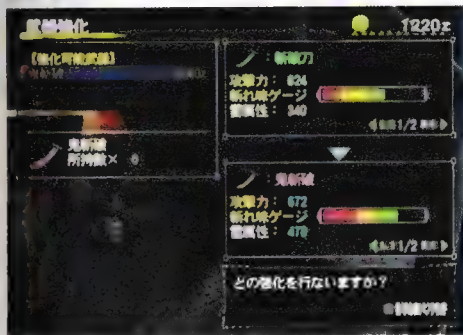 武器強化
1220z
【強化可能武器】
鬼斬破
所持数× 0
:斬破刀
攻撃力: 624
斬れ味ゲージ
雷属性: 340
1/2
:鬼斬破
攻撃力: 672
斬れ味ゲージ
雷属性: 470
1/2
どの強化を行ないますか?